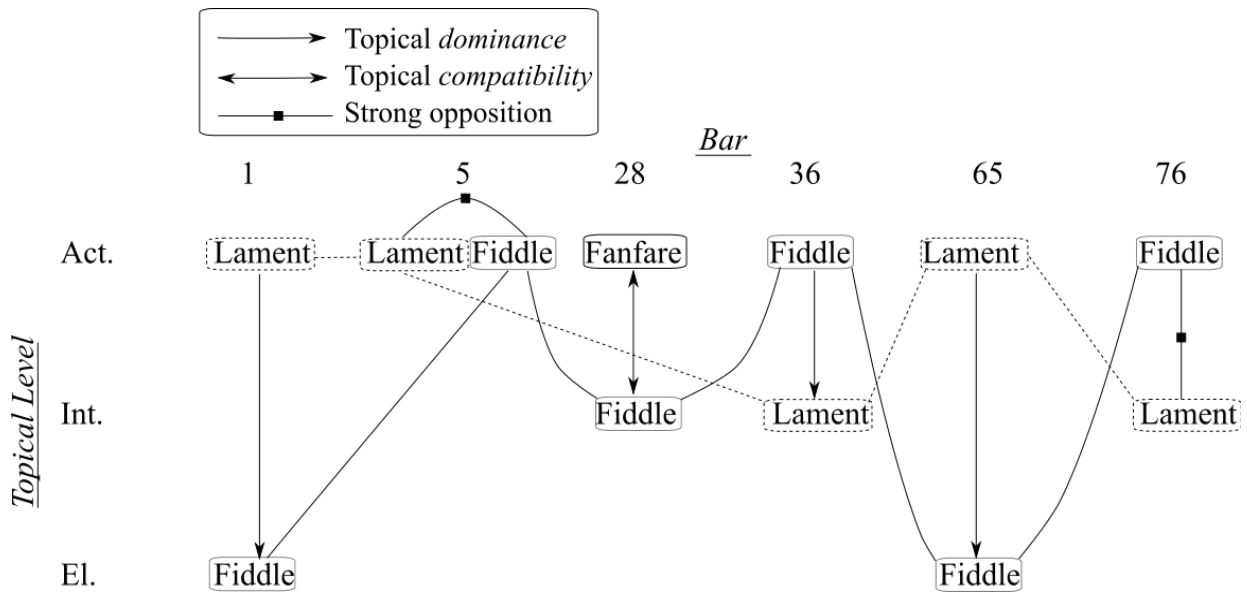 Topical dominance
Topical compatibility
Strong opposition
Bar
1 5 28 36 65 76
Act. Lament Lament Fiddle Fanfare Fiddle Lament Fiddle
Topical Level
Int. Fiddle Lament Lament
El. Fiddle Fiddle